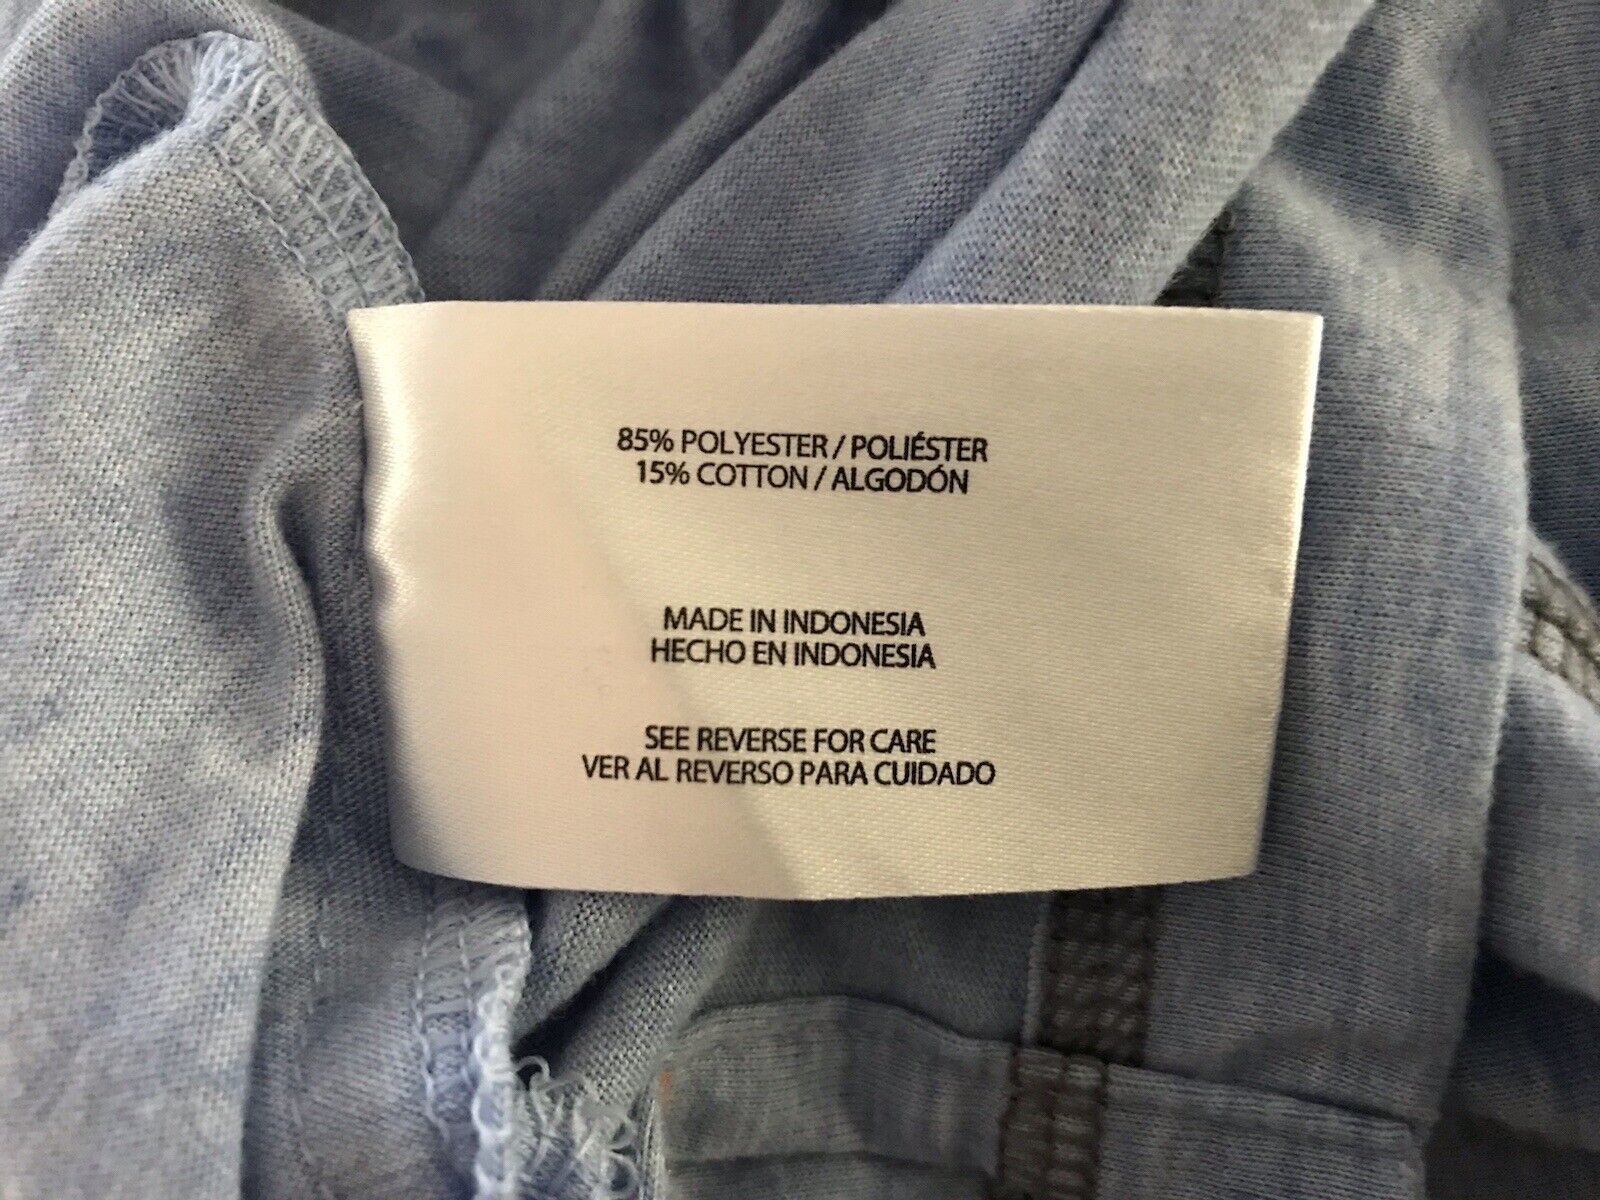 85% POLYESTER / POLIÉSTER
15% COTTON / ALGODÓN
MADE IN INDONESIA
HECHO EN INDONESIA
SEE REVERSE FOR CARE
VER AL REVERSO PARA CUIDADO